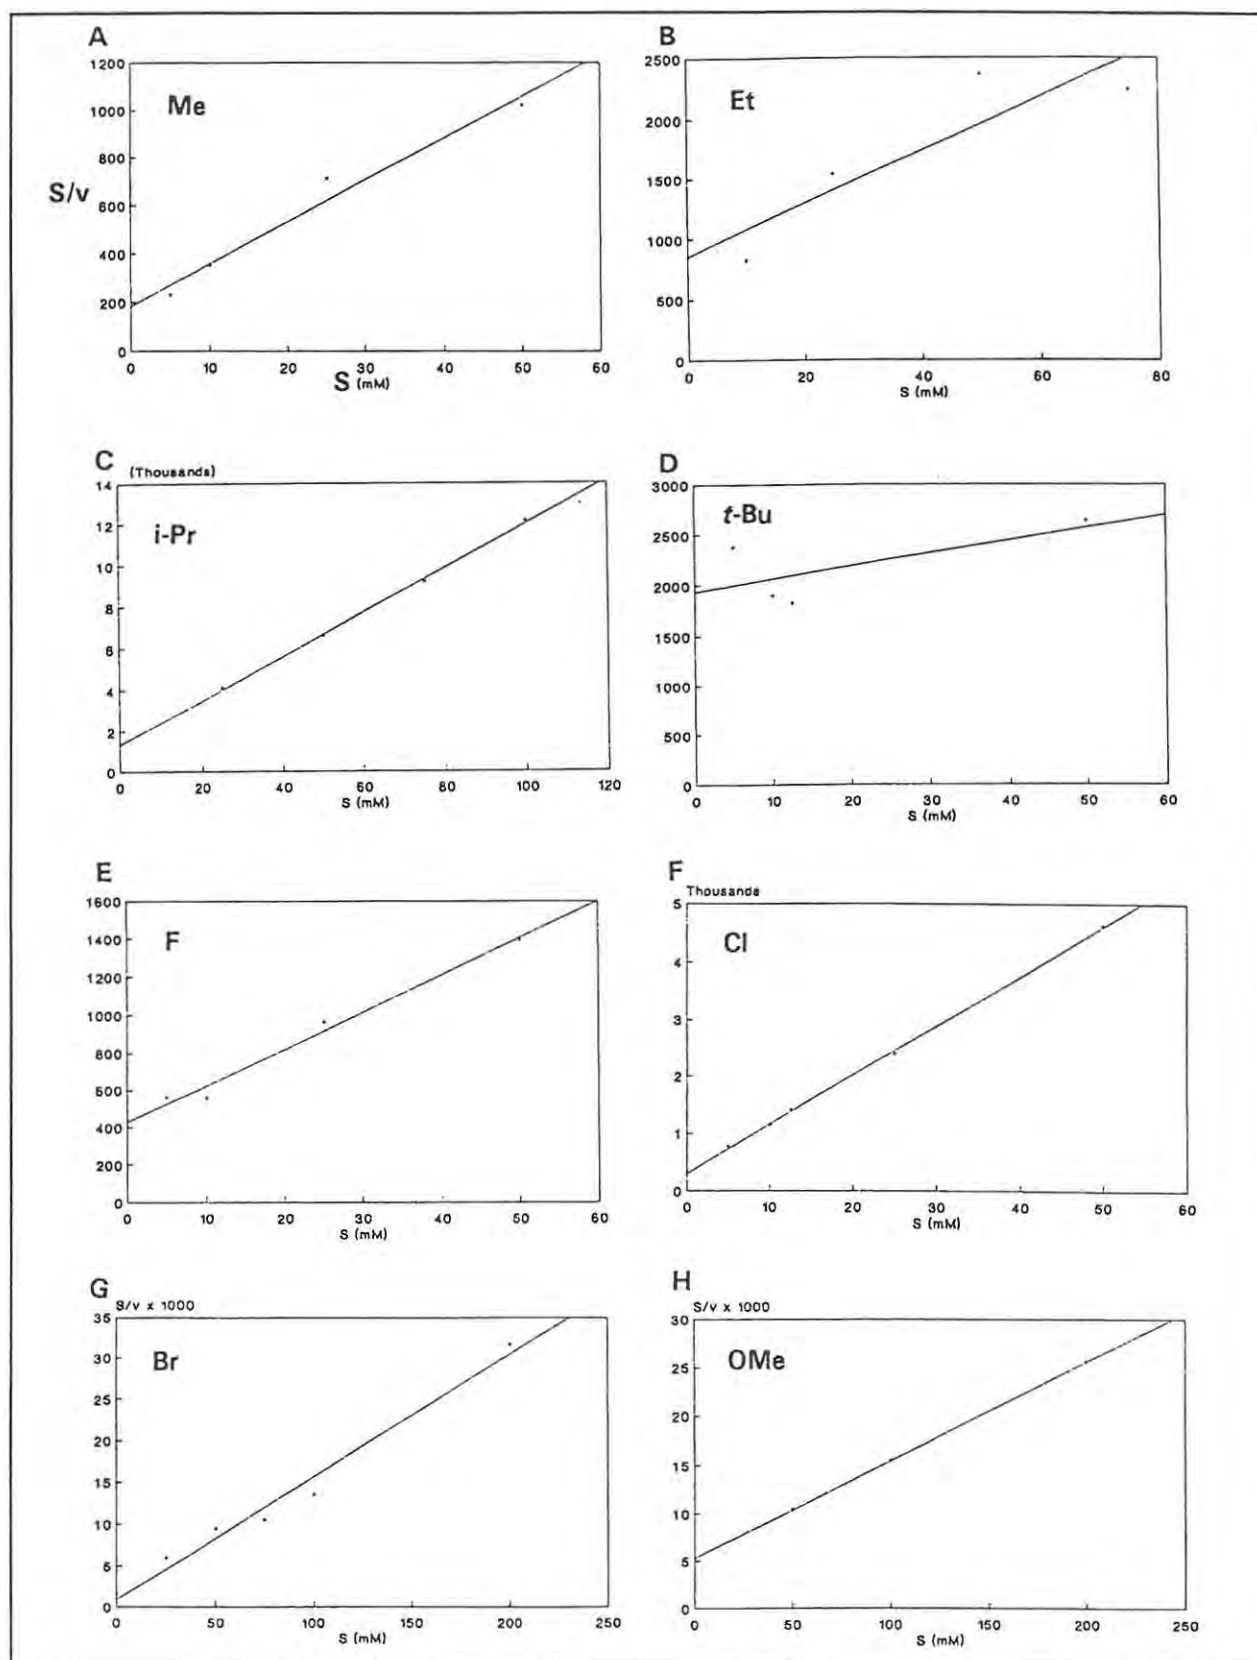 A
Me
S/v
1200
1000
800
600
400
200
0
0 10 20 30 40 50 60
S (mM)
B
Et
2500
2000
1500
1000
500
0
0 20 40 60 80
S (mM)
C
(Thousands)
i-Pr
14
12
10
8
6
4
2
0
0 20 40 60 80 100 120
S (mM)
D
t-Bu
3000
2500
2000
1500
1000
500
0
0 10 20 30 40 50 60
S (mM)
E
F
1600
1400
1200
1000
800
600
400
200
0
0 10 20 30 40 50 60
S (mM)
F
Thousands
Cl
5
4
3
2
1
0
0 10 20 30 40 50 60
S (mM)
G
S/v x 1000
Br
35
30
25
20
15
10
5
0
0 50 100 150 200 250
S (mM)
H
S/v x 1000
OMe
30
25
20
15
10
5
0
0 50 100 150 200 250
S (mM)